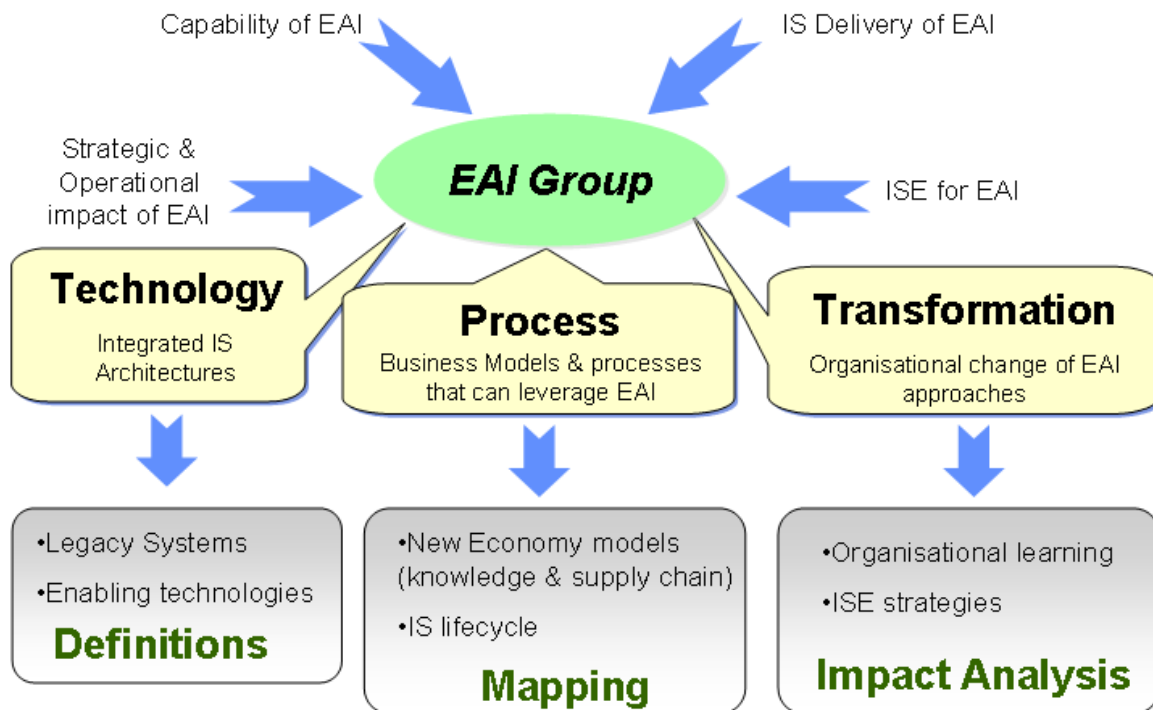 Capability of EAI
IS Delivery of EAI
Strategic &
Operational
impact of EAI
EAI Group
ISE for EAI
Technology
Integrated IS
Architectures
Process
Business Models & processes
that can leverage EAI
Transformation
Organisational change of EAI
approaches
•Legacy Systems
•Enabling technologies
Definitions
•New Economy models
(knowledge & supply chain)
•IS lifecycle
Mapping
•Organisational learning
•ISE strategies
Impact Analysis